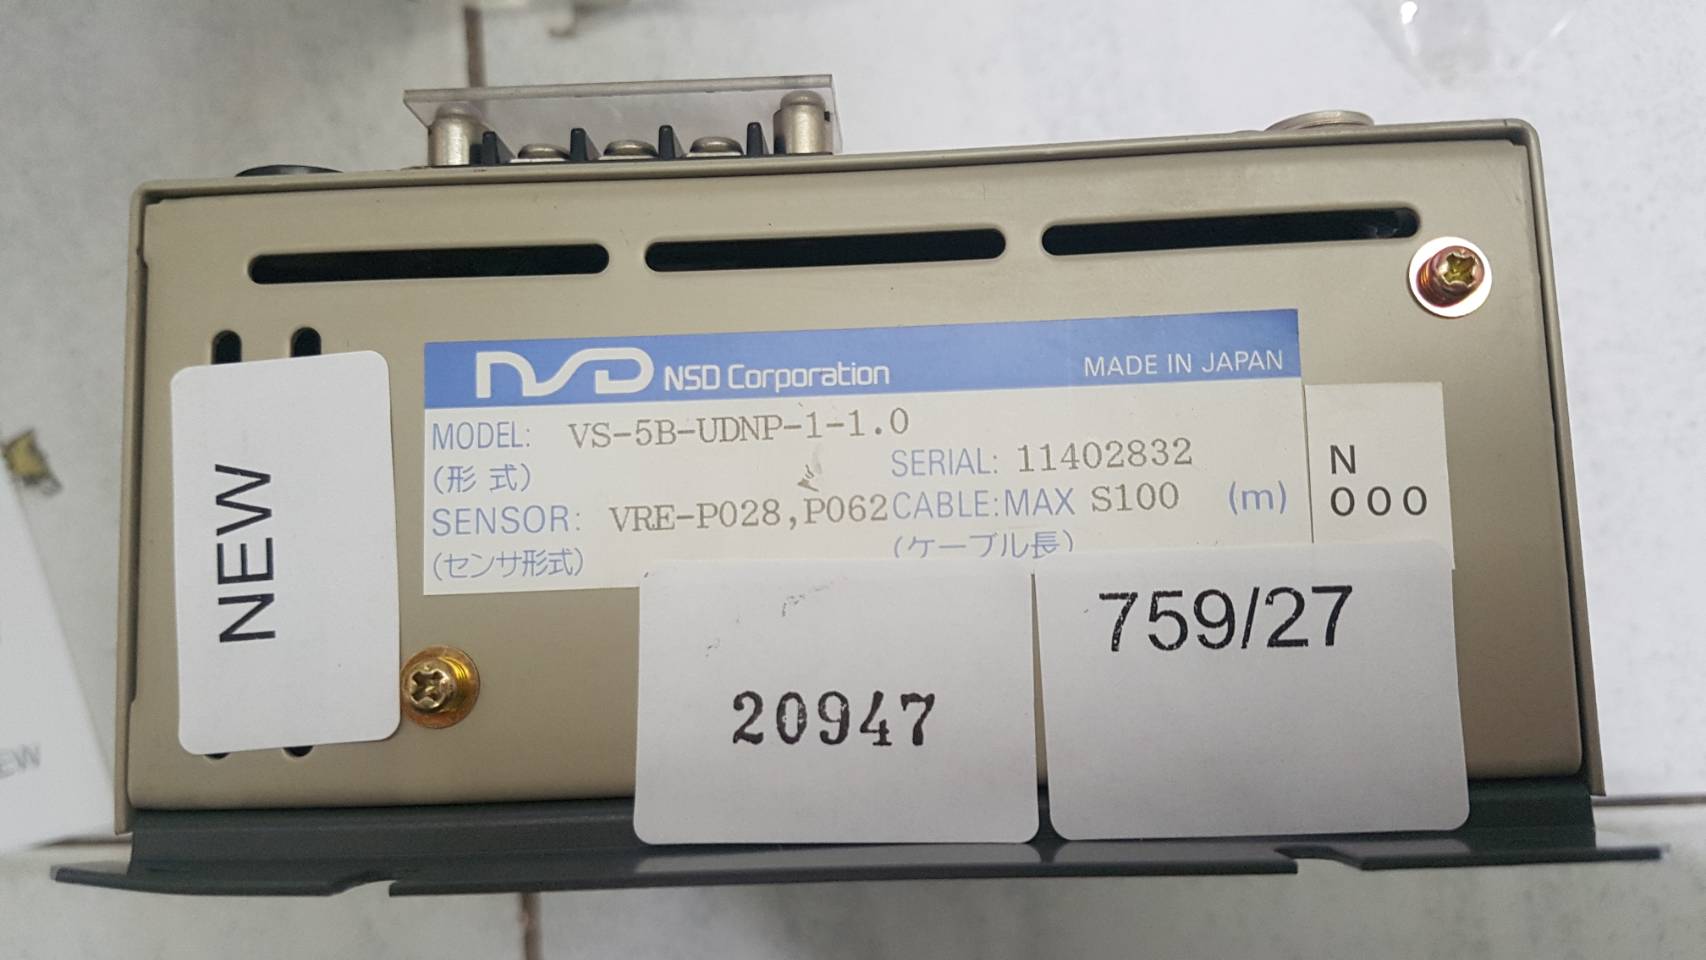 NSD NSD Corporation MADE IN JAPAN
MODEL: VS-5B-UDNP-1-1.0
(形式) SERIAL: 11402832
SENSOR: VRE-P028,P062 CABLE:MAX S100 (m)
(センサ形式) (ケーブル長)
N
000
NEW
20947
759/27
EW